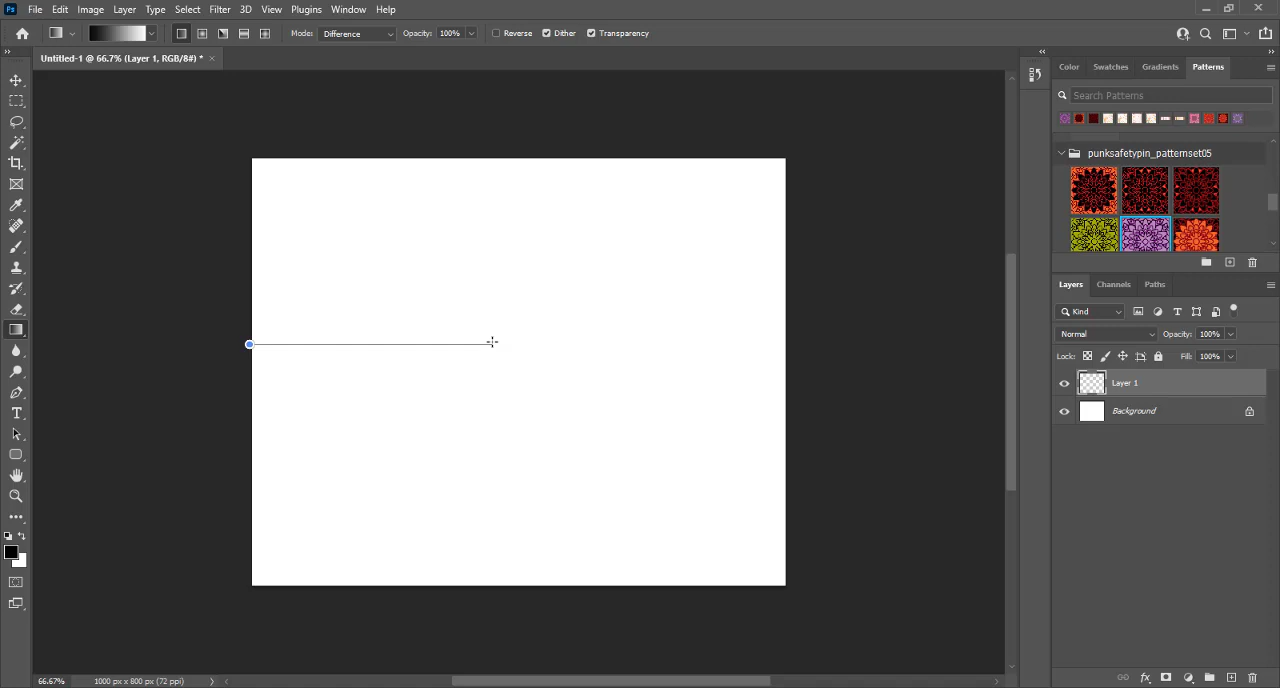 Ps File Edit Image Layer Type Select Filter 3D View Plugins Window Help
Mode: Difference Opacity: 100% Reverse Dither Transparency
Untitled-1 @ 66.7% (Layer 1, RGB/8#) * ×
Color Swatches Gradients Patterns
Search Patterns
punksafetypin_patternset05
Layers Channels Paths
Kind
Normal Opacity: 100%
Lock: Fill: 100%
Layer 1
Background
66.67% 1000 px x 800 px (72 ppi)